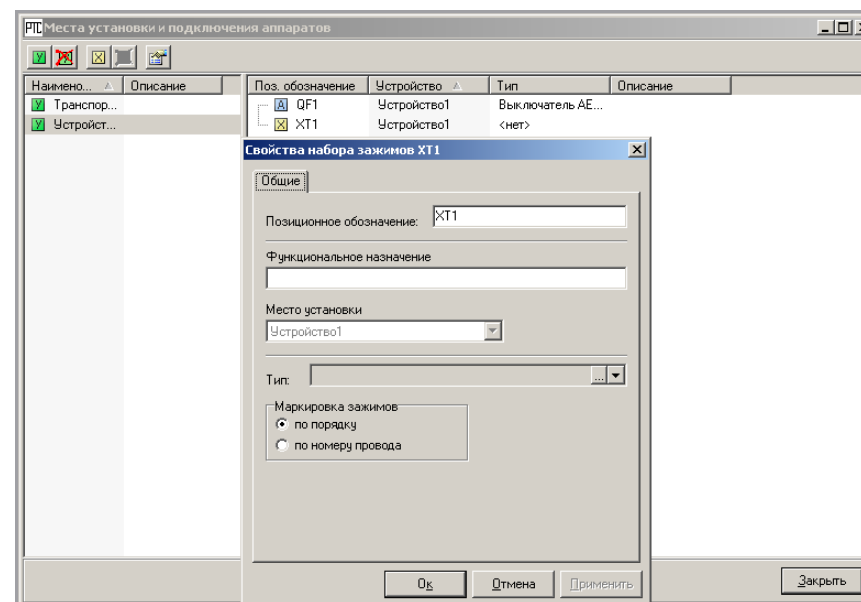 РТС Места установки и подключения аппаратов
У У X
Наимено... Описание Поз. обозначение Устройство Тип Описание
У Транспор... A QF1 Устройство1 Выключатель АЕ...
У Устройст... X XT1 Устройство1 <нет>
Свойства набора зажимов XT1
Общие
Позиционное обозначение: XT1
Функциональное назначение
Место установки
Устройство1
Тип: ...
Маркировка зажимов
по порядку
по номеру провода
Ок Отмена Применить Закрыть